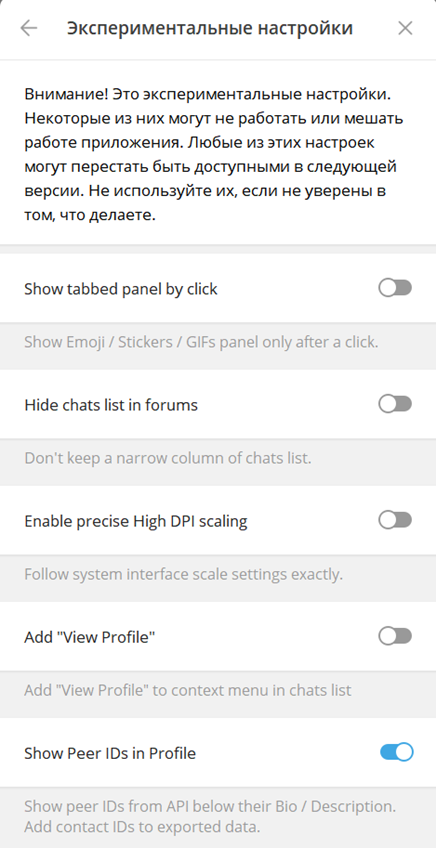 Экспериментальные настройки
Внимание! Это экспериментальные настройки.
Некоторые из них могут не работать или мешать
работе приложения. Любые из этих настроек
могут перестать быть доступными в следующей
версии. Не используйте их, если не уверены в
том, что делаете.
Show tabbed panel by click
Show Emoji / Stickers / GIFs panel only after a click.
Hide chats list in forums
Don't keep a narrow column of chats list.
Enable precise High DPI scaling
Follow system interface scale settings exactly.
Add "View Profile"
Add "View Profile" to context menu in chats list
Show Peer IDs in Profile
Show peer IDs from API below their Bio / Description.
Add contact IDs to exported data.